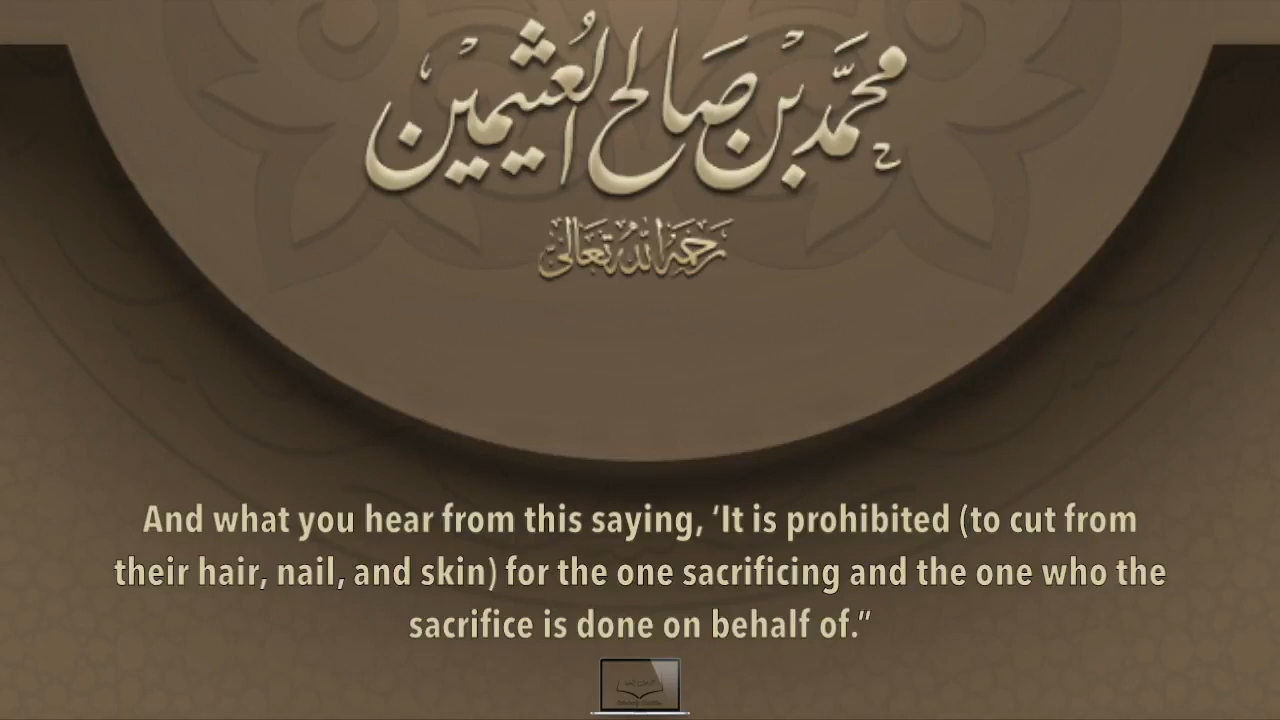 محمد بن صالح العثيمين
رحمه الله تعالى
And what you hear from this saying, ‘It is prohibited (to cut from
their hair, nail, and skin) for the one sacrificing and the one who the
sacrifice is done on behalf of.”